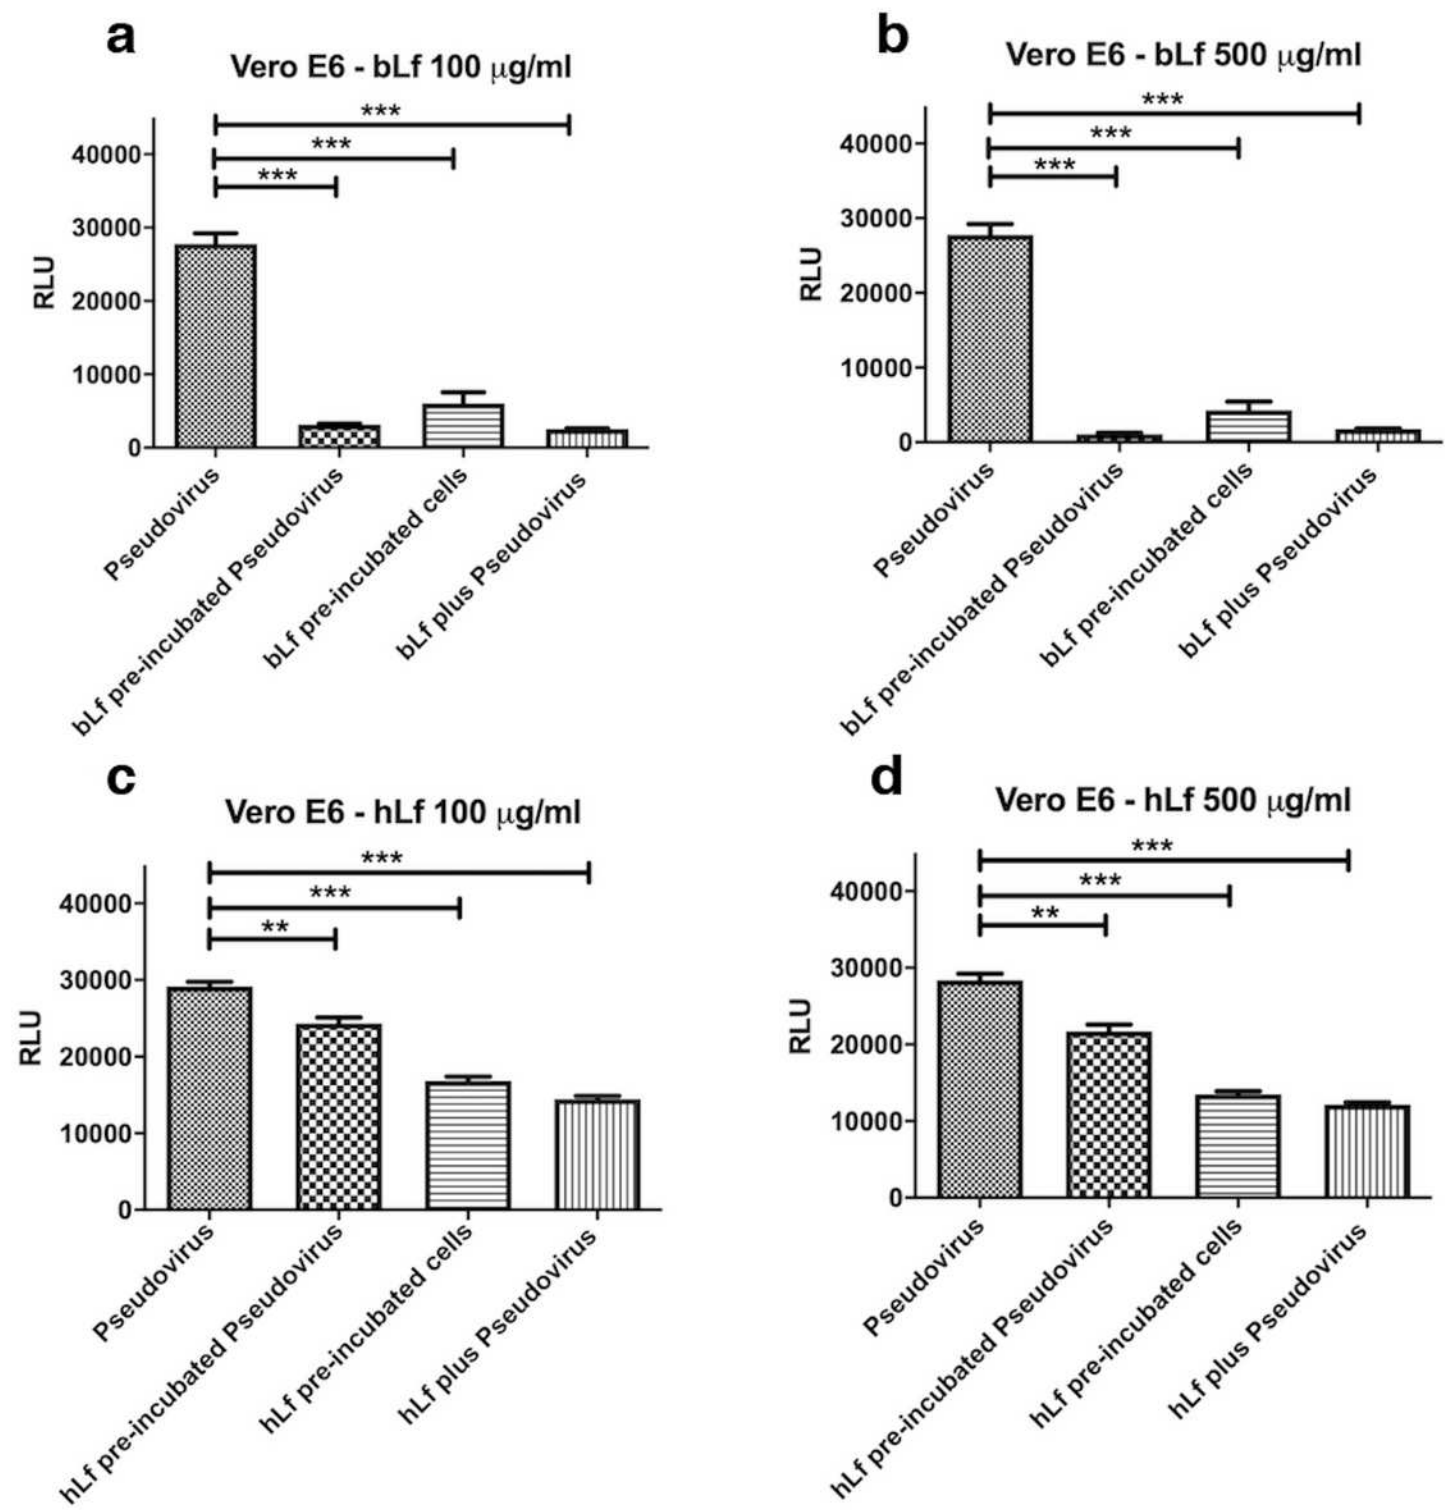 a
Vero E6 - bLf 100 μg/ml
***
***
***
40000
30000
20000
10000
0
RLU
Pseudovirus
bLf pre-incubated Pseudovirus
bLf pre-incubated cells
bLf plus Pseudovirus
b
Vero E6 - bLf 500 μg/ml
***
***
***
40000
30000
20000
10000
0
RLU
Pseudovirus
bLf pre-incubated Pseudovirus
bLf pre-incubated cells
bLf plus Pseudovirus
c
Vero E6 - hLf 100 μg/ml
***
***
**
40000
30000
20000
10000
0
RLU
Pseudovirus
hLf pre-incubated Pseudovirus
hLf pre-incubated cells
hLf plus Pseudovirus
d
Vero E6 - hLf 500 μg/ml
***
***
**
40000
30000
20000
10000
0
RLU
Pseudovirus
hLf pre-incubated Pseudovirus
hLf pre-incubated cells
hLf plus Pseudovirus